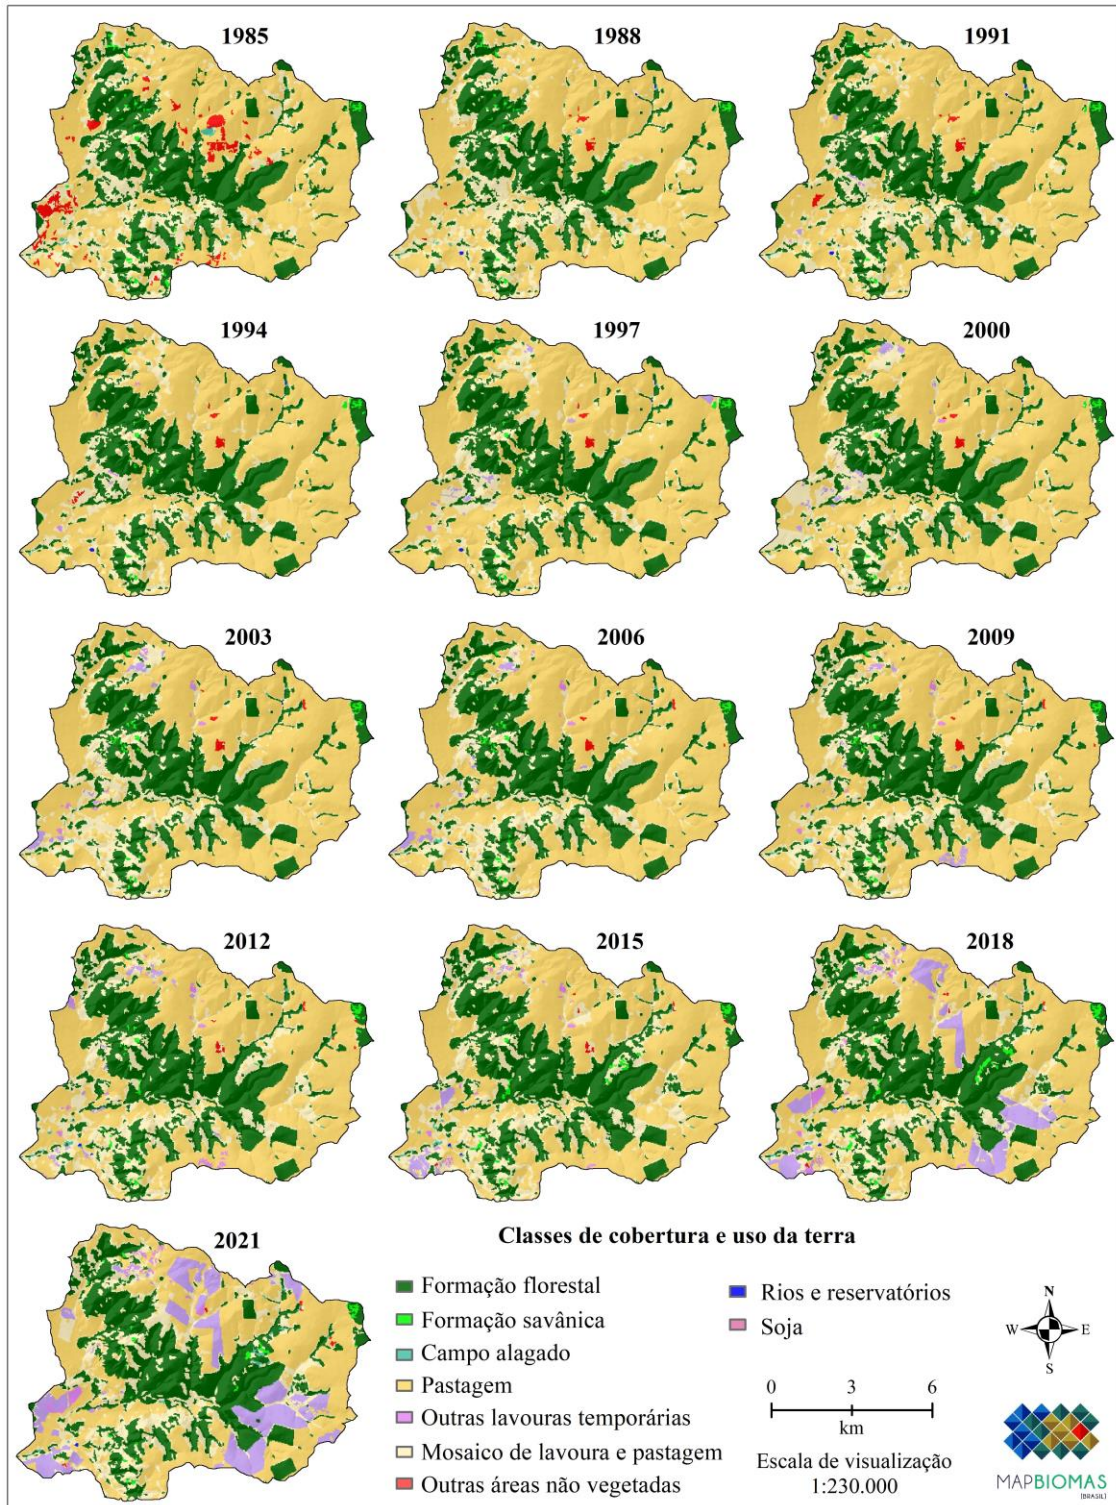 1985
1988
1991
1994
1997
2000
2003
2006
2009
2012
2015
2018
2021
Classes de cobertura e uso da terra
Formação florestal
Formação savânica
Campo alagado
Pastagem
Outras lavouras temporárias
Mosaico de lavoura e pastagem
Outras áreas não vegetadas
Rios e reservatórios
Soja
N
W E
S
0 3 6
km
Escala de visualização
1:230.000
MAPBIOMAS
[BRASIL]